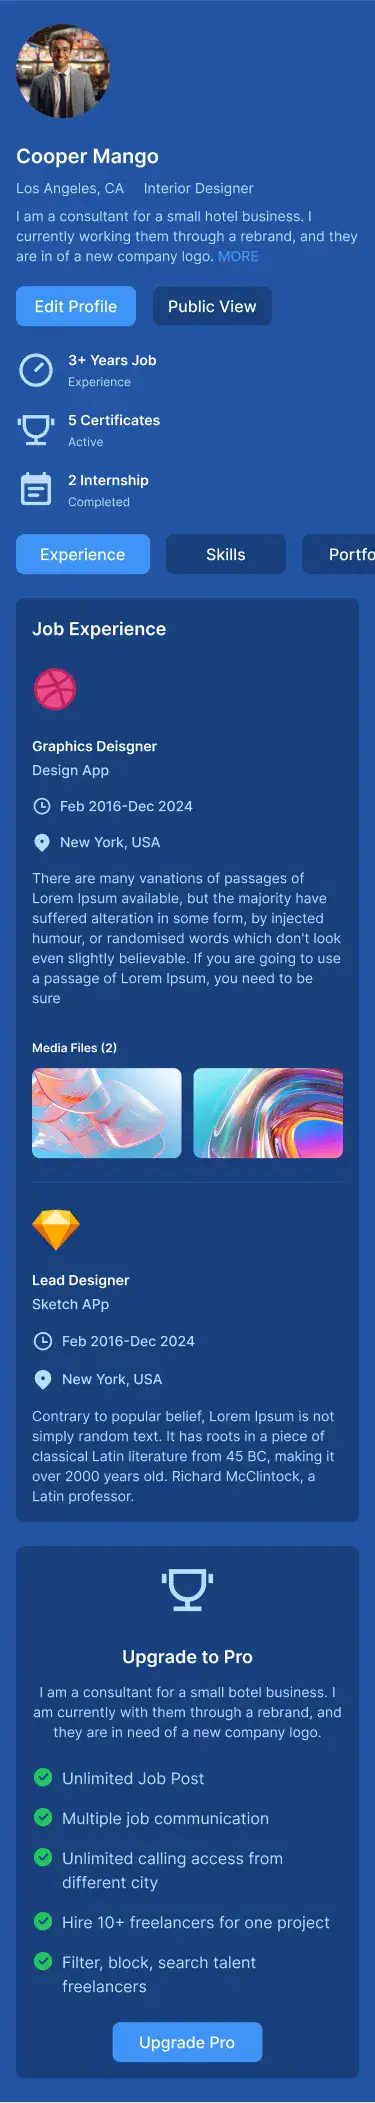 Cooper Mango
Los Angeles, CA Interior Designer
I am a consultant for a small hotel business. I
currently working them through a rebrand, and they
are in of a new company logo. MORE
Edit Profile Public View
3+ Years Job
Experience
5 Certificates
Active
2 Internship
Completed
Experience Skills Portfo
Job Experience
Graphics Deisgner
Design App
Feb 2016-Dec 2024
New York, USA
There are many vanations of passages of
Lorem Ipsum available, but the majority have
suffered alteration in some form, by injected
humour, or randomised words which don't look
even slightly believable. If you are going to use
a passage of Lorem Ipsum, you need to be
sure
Media Files (2)
Lead Designer
Sketch APp
Feb 2016-Dec 2024
New York, USA
Contrary to popular belief, Lorem Ipsum is not
simply random text. It has roots in a piece of
classical Latin literature from 45 BC, making it
over 2000 years old. Richard McClintock, a
Latin professor.
Upgrade to Pro
I am a consultant for a small botel business. I
am currently with them through a rebrand, and
they are in need of a new company logo.
Unlimited Job Post
Multiple job communication
Unlimited calling access from
different city
Hire 10+ freelancers for one project
Filter, block, search talent
freelancers
Upgrade Pro